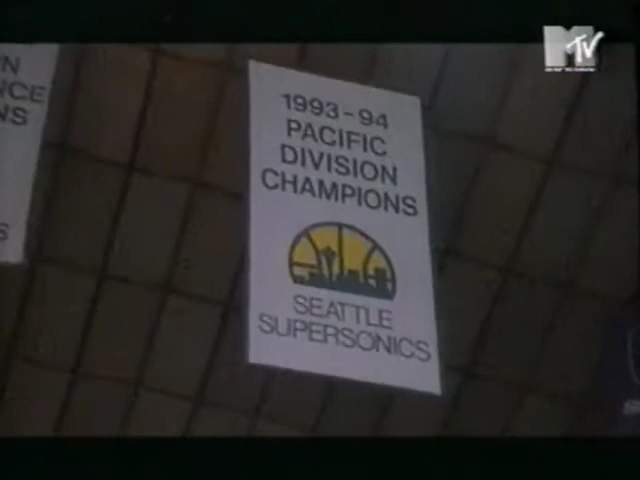 MTV
1993-94
PACIFIC
DIVISION
CHAMPIONS
SEATTLE
SUPERSONICS